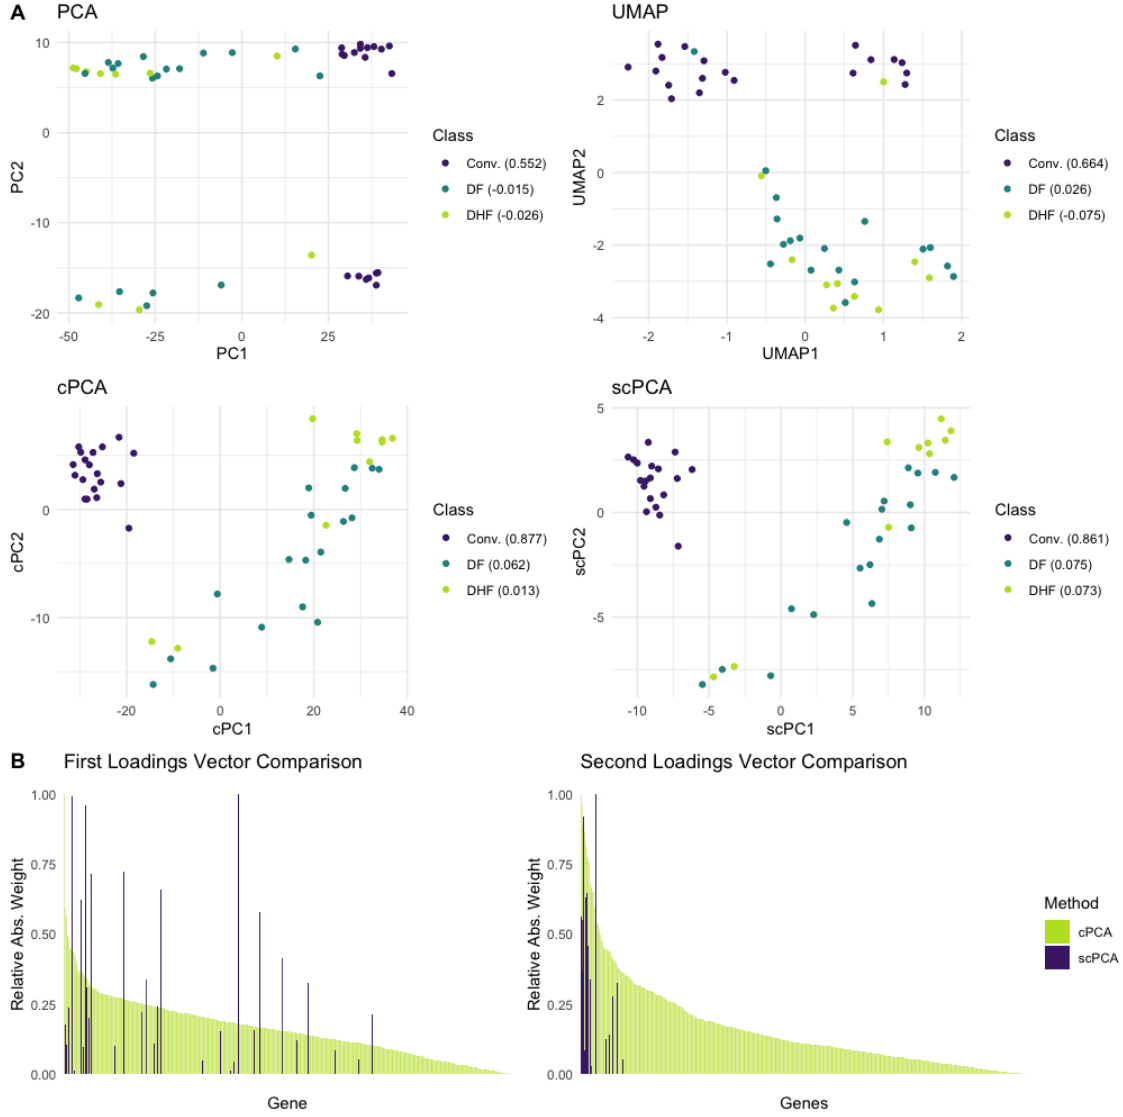 A
PCA
10
0
-10
-20
PC2
-50
-25
0
25
PC1
Class
Conv. (0.552)
DF (-0.015)
DHF (-0.026)
UMAP
2
0
-2
-4
UMAP2
-2
-1
0
1
2
UMAP1
Class
Conv. (0.664)
DF (0.026)
DHF (-0.075)
cPCA
0
-10
cPC2
-20
0
20
40
cPC1
Class
Conv. (0.877)
DF (0.062)
DHF (0.013)
scPCA
5
0
-5
scPC2
-10
-5
0
5
10
scPC1
Class
Conv. (0.861)
DF (0.075)
DHF (0.073)
B
First Loadings Vector Comparison
1.00
0.75
0.50
0.25
0.00
Relative Abs. Weight
Gene
Second Loadings Vector Comparison
1.00
0.75
0.50
0.25
0.00
Relative Abs. Weight
Genes
Method
cPCA
scPCA